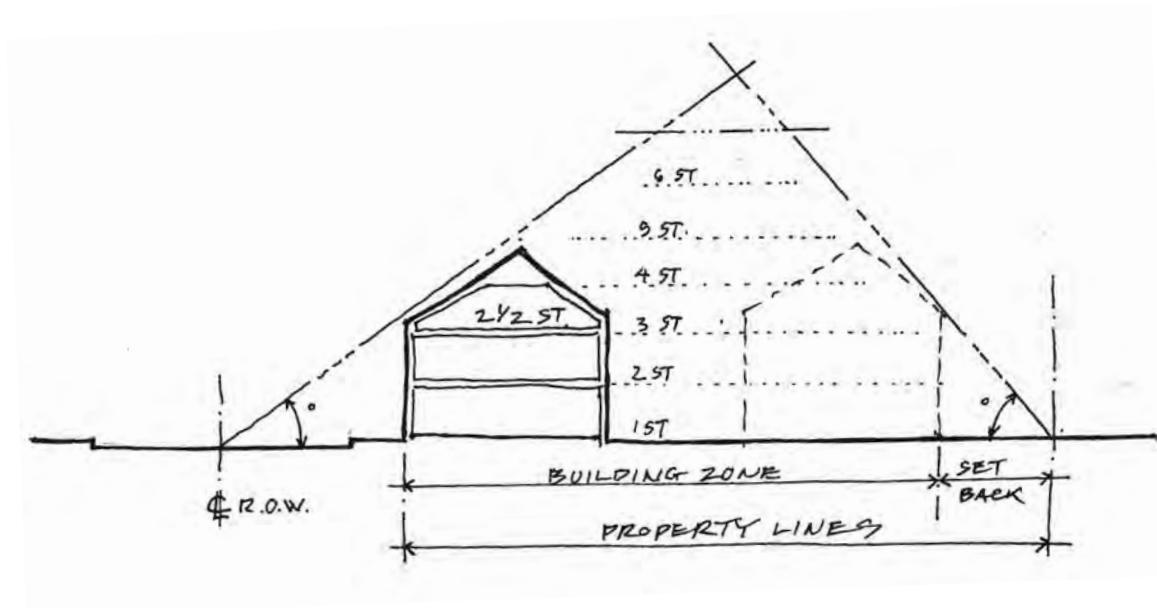 6 ST
5 ST.
4 ST
2 1/2 ST.
3 ST
2 ST
1 ST
°
°
BUILDING ZONE
SET
BACK
℄ R.O.W.
PROPERTY LINES